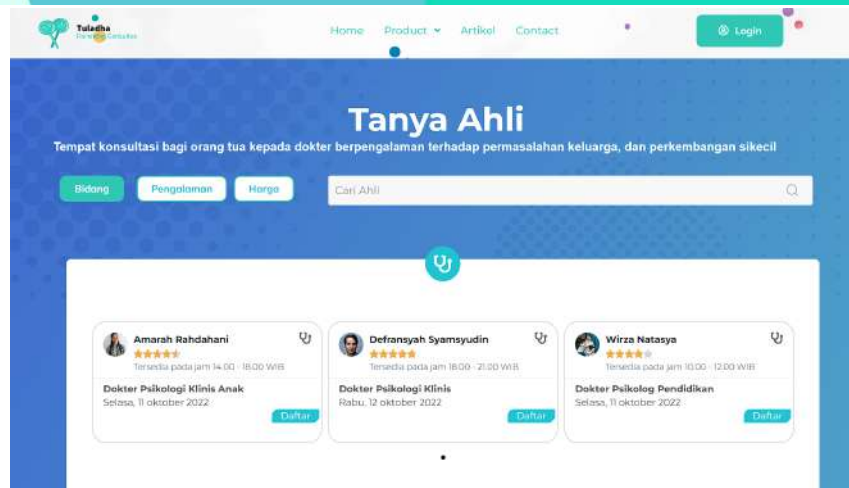 Tuladha
Home Product Artikel Contact
Login
Tanya Ahli
Tempat konsultasi bagi orang tua kepada dokter berpengalaman terhadap permasalahan keluarga, dan perkembangan sikecil
Bidang Pengalaman Harga
Cari Ahli
Amarah Rahdahani
Tersedia pada jam 14.00 - 18.00 WIB
Dokter Psikologi Klinis Anak
Selasa, 11 oktober 2022
Daftar
Defransyah Syamsyudin
Tersedia pada jam 18.00 - 21.00 WIB
Dokter Psikologi Klinis
Rabu, 12 oktober 2022
Daftar
Wirza Natasya
Tersedia pada jam 10.00 - 12.00 WIB
Dokter Psikolog Pendidikan
Selasa, 11 oktober 2022
Daftar